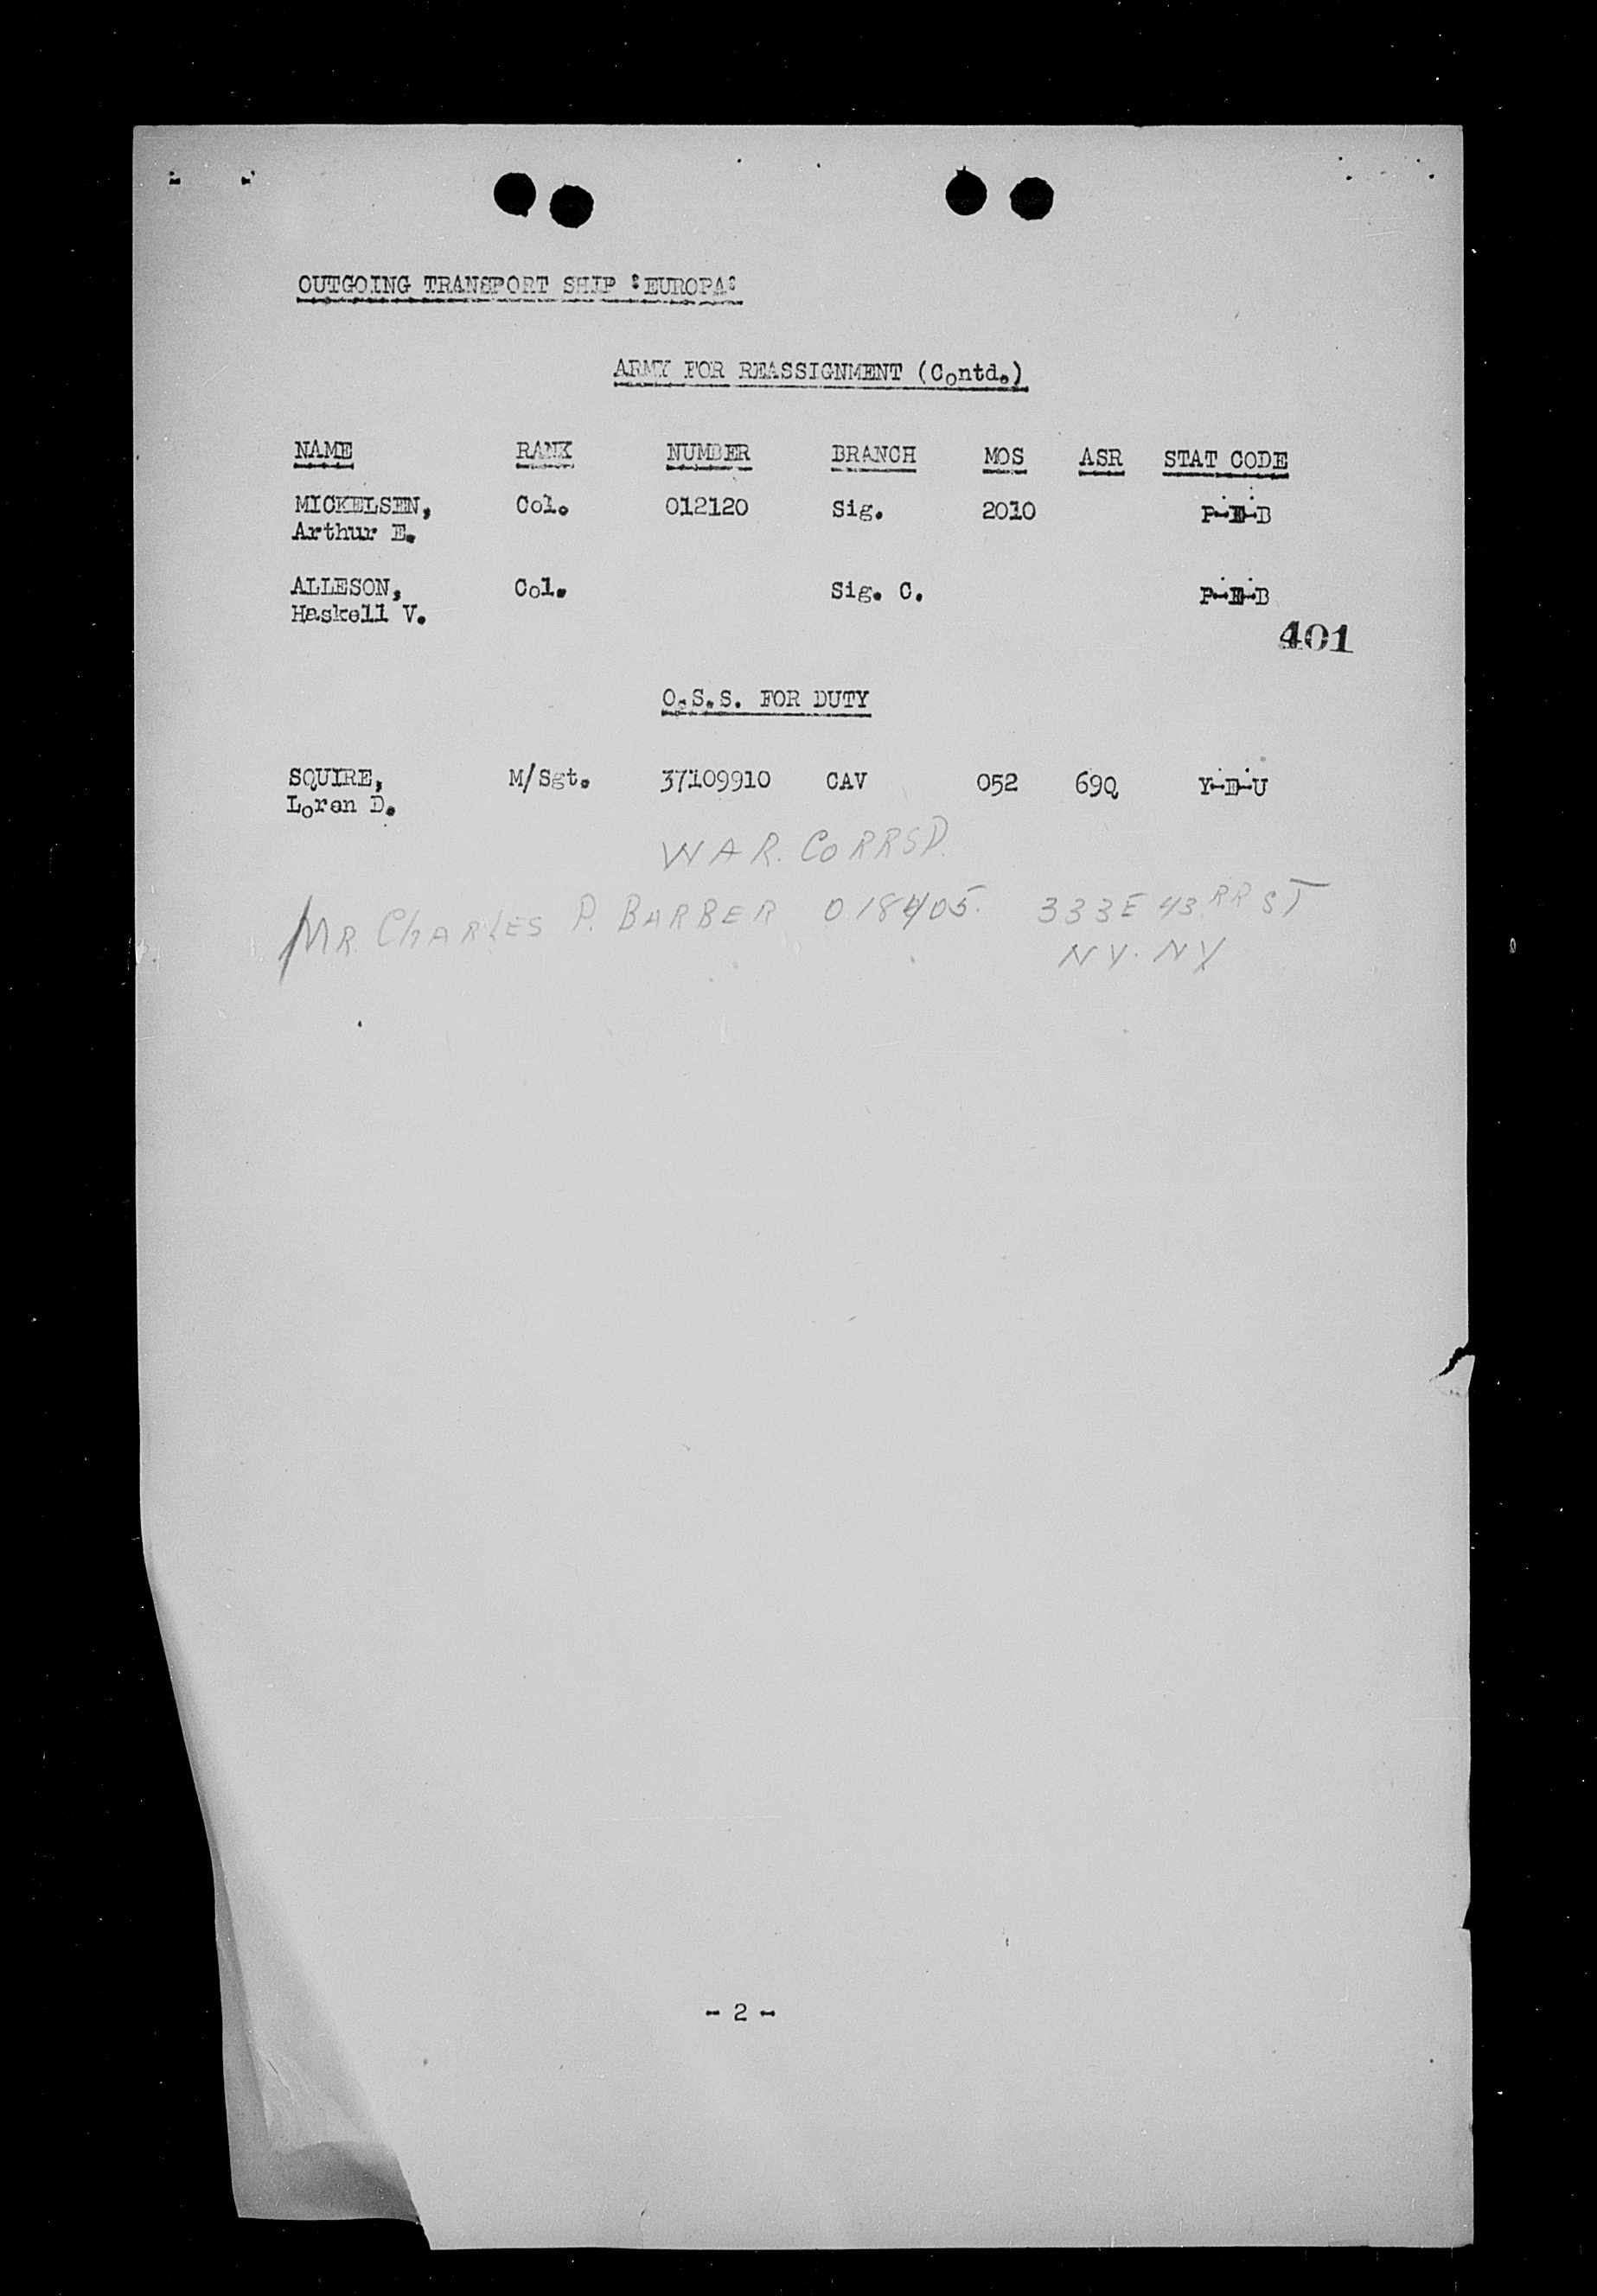 OUTGOING TRANSPORT SHIP "EUROPA"
ARMY FOR REASSIGNMENT (Contd.)
NAME RANK NUMBER BRANCH MOS ASR STAT CODE
MICKELSEN, Col. 012120 Sig. 2010 P-E-B
Arthur E.
ALLESON, Col. Sig. C. P-E-B
Haskell V.
401
O.S.S. FOR DUTY
SQUIRE, M/Sgt. 37109910 CAV 052 69Q Y-E-U
Loren D.
WAR. CORRSD.
MR. CHARLES P. BARBER 018405. 333E 43 RR ST
NY. NY
- 2 -